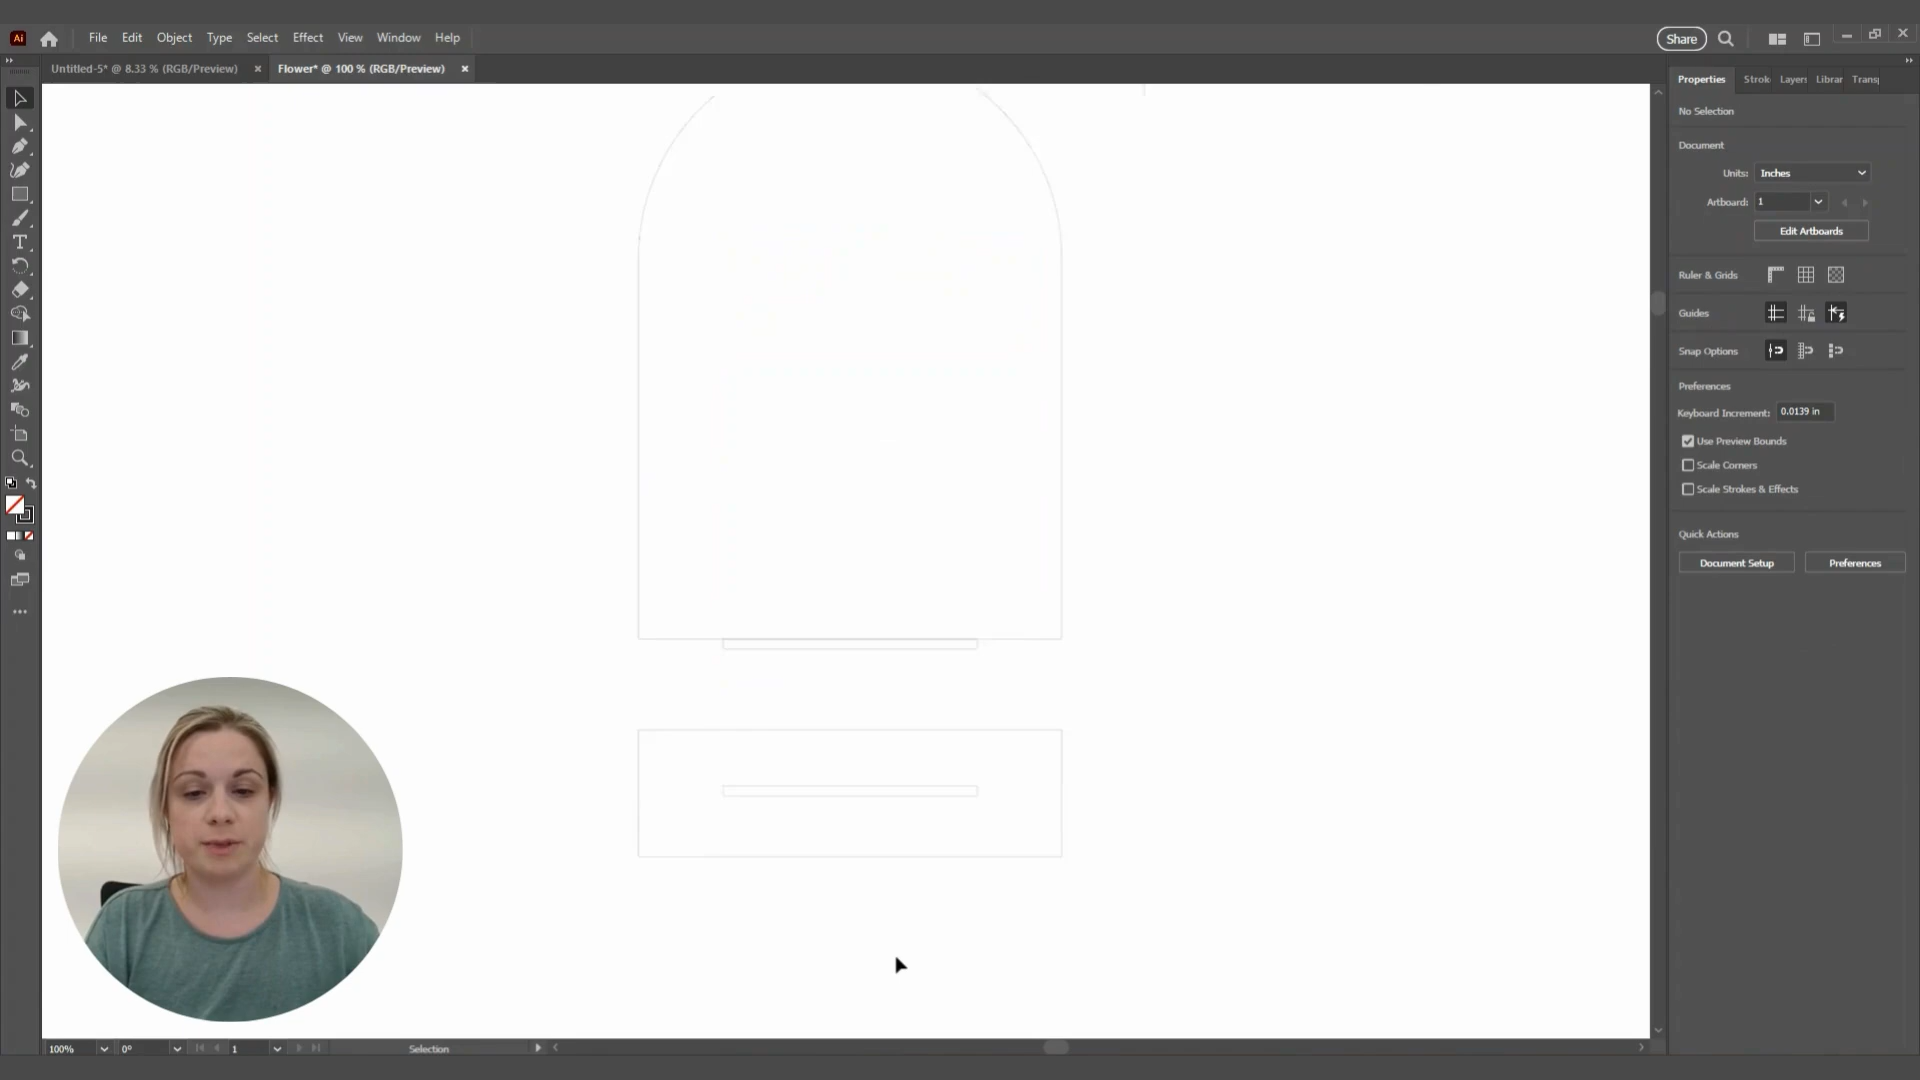 Ai File Edit Object Type Select Effect View Window Help Share
Untitled-5* @ 8.33 % (RGB/Preview) × Flower* @ 100 % (RGB/Preview) ×
Properties Strok Layers Librar Trans
No Selection
Document
Units: Inches
Artboard: 1
Edit Artboards
Ruler & Grids
Guides
Snap Options
Preferences
Keyboard Increment: 0.0139 in
Use Preview Bounds
Scale Corners
Scale Strokes & Effects
Quick Actions
Document Setup Preferences
100% 0° 1 Selection